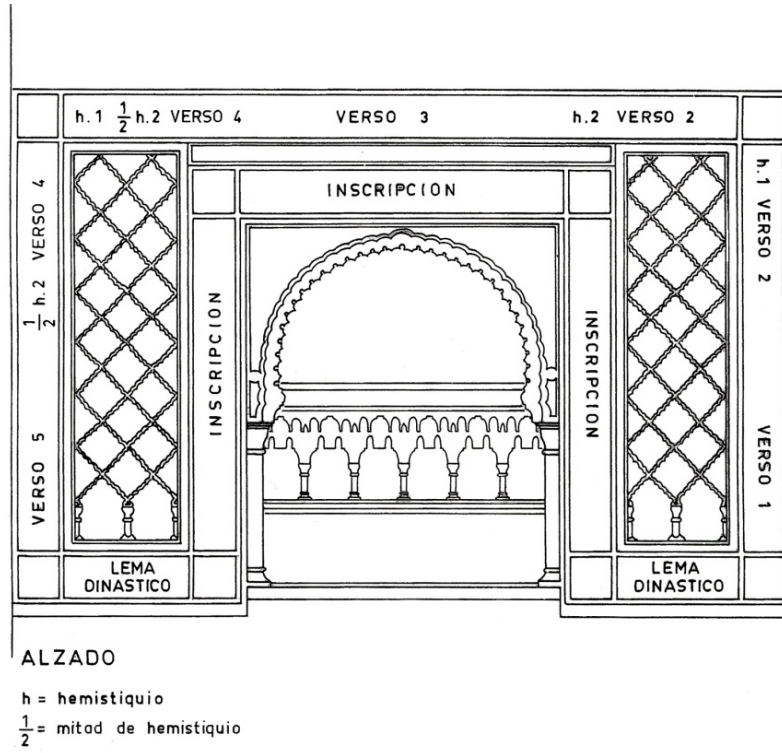 h.1 1/2 h.2 VERSO 4 VERSO 3 h.2 VERSO 2
1/2 h.2 VERSO 4
VERSO 5
INSCRIPCION
INSCRIPCION
INSCRIPCION
h.1 VERSO 2
VERSO 1
LEMA
DINASTICO
LEMA
DINASTICO
ALZADO
h = hemistiquio
1/2 = mitad de hemistiquio